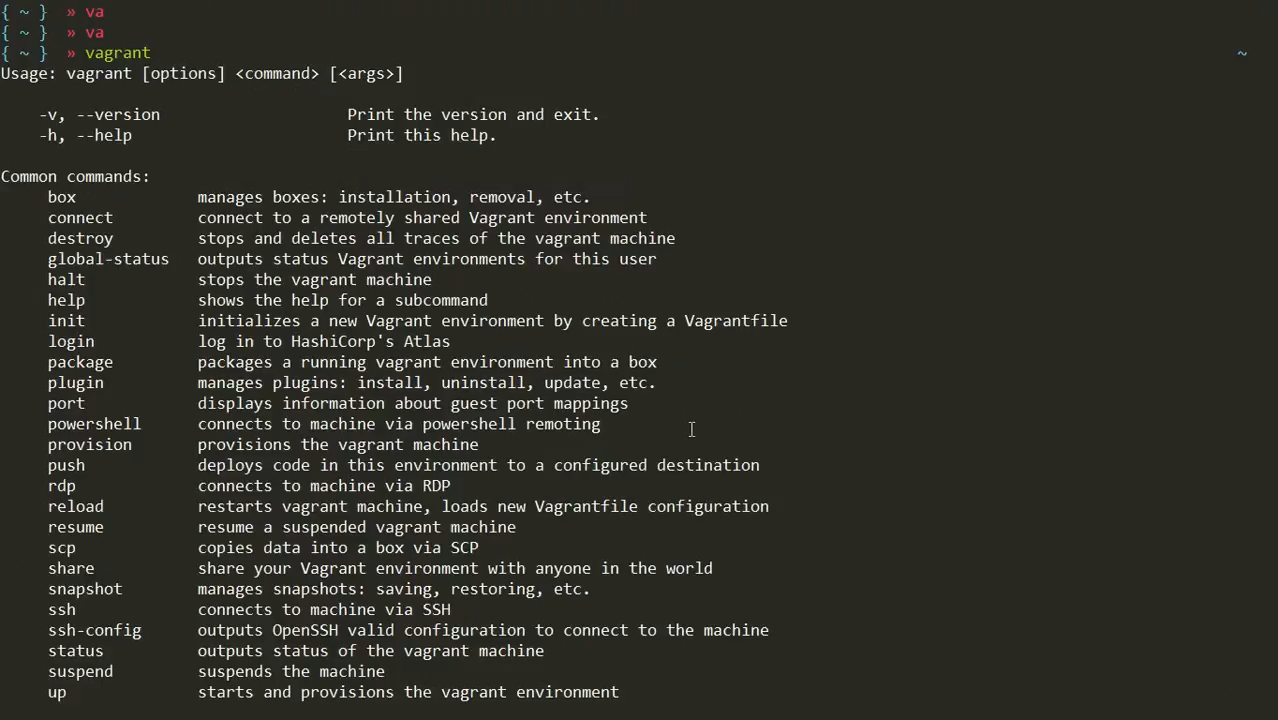 { ~ } » va
{ ~ } » va
{ ~ } » vagrant ~
Usage: vagrant [options] <command> [<args>]
-v, --version Print the version and exit.
-h, --help Print this help.
Common commands:
box manages boxes: installation, removal, etc.
connect connect to a remotely shared Vagrant environment
destroy stops and deletes all traces of the vagrant machine
global-status outputs status Vagrant environments for this user
halt stops the vagrant machine
help shows the help for a subcommand
init initializes a new Vagrant environment by creating a Vagrantfile
login log in to HashiCorp's Atlas
package packages a running vagrant environment into a box
plugin manages plugins: install, uninstall, update, etc.
port displays information about guest port mappings
powershell connects to machine via powershell remoting
provision provisions the vagrant machine
push deploys code in this environment to a configured destination
rdp connects to machine via RDP
reload restarts vagrant machine, loads new Vagrantfile configuration
resume resume a suspended vagrant machine
scp copies data into a box via SCP
share share your Vagrant environment with anyone in the world
snapshot manages snapshots: saving, restoring, etc.
ssh connects to machine via SSH
ssh-config outputs OpenSSH valid configuration to connect to the machine
status outputs status of the vagrant machine
suspend suspends the machine
up starts and provisions the vagrant environment